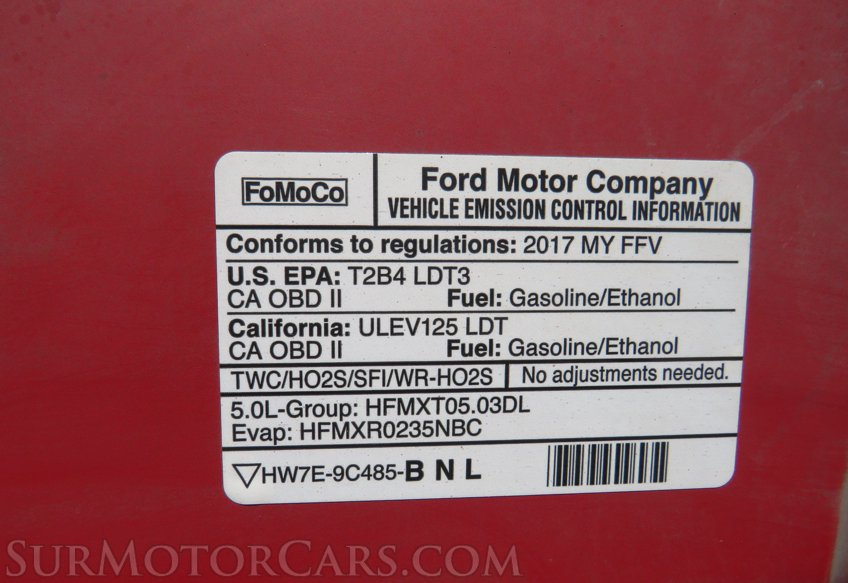 FoMoCo
Ford Motor Company
VEHICLE EMISSION CONTROL INFORMATION
Conforms to regulations: 2017 MY FFV
U.S. EPA: T2B4 LDT3
CA OBD II Fuel: Gasoline/Ethanol
California: ULEV125 LDT
CA OBD II Fuel: Gasoline/Ethanol
TWC/HO2S/SFI/WR-HO2S No adjustments needed.
5.0L-Group: HFMXT05.03DL
Evap: HFMXR0235NBC
HW7E-9C485-B N L
SurMotorCars.com